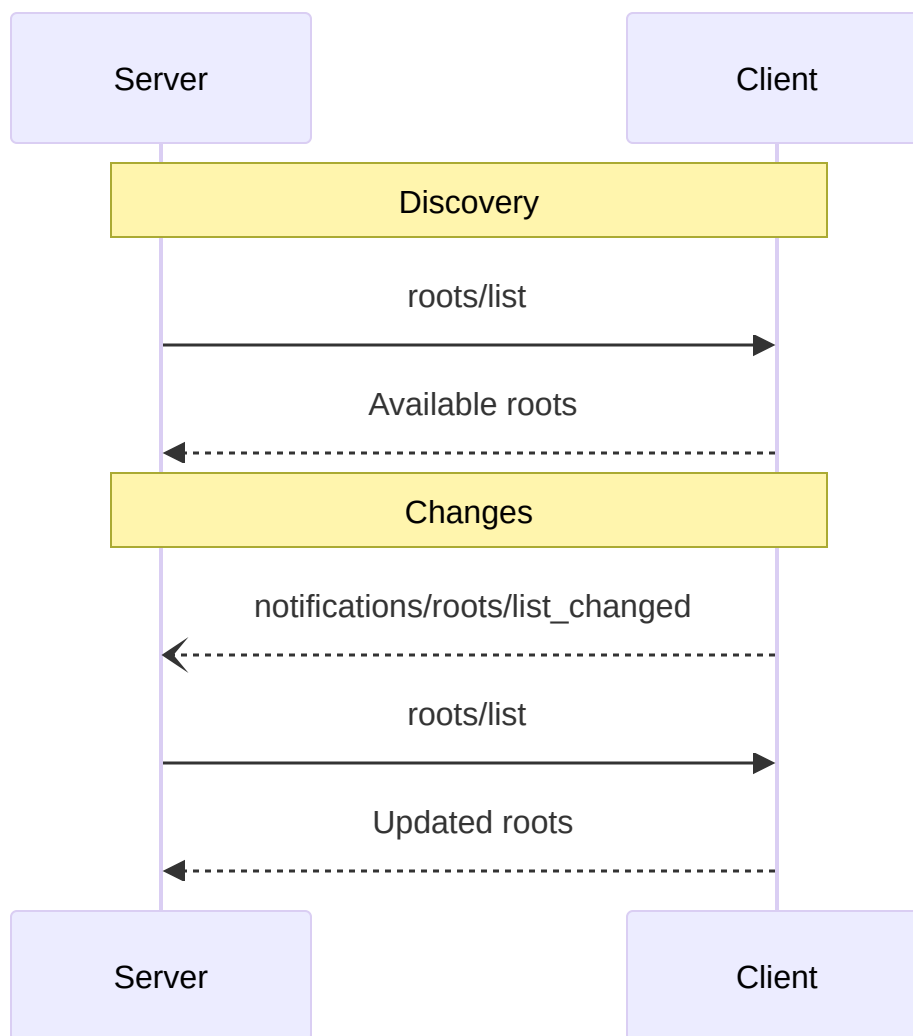 Server
Client
Discovery
roots/list
Available roots
Changes
notifications/roots/list_changed
roots/list
Updated roots
Server
Client